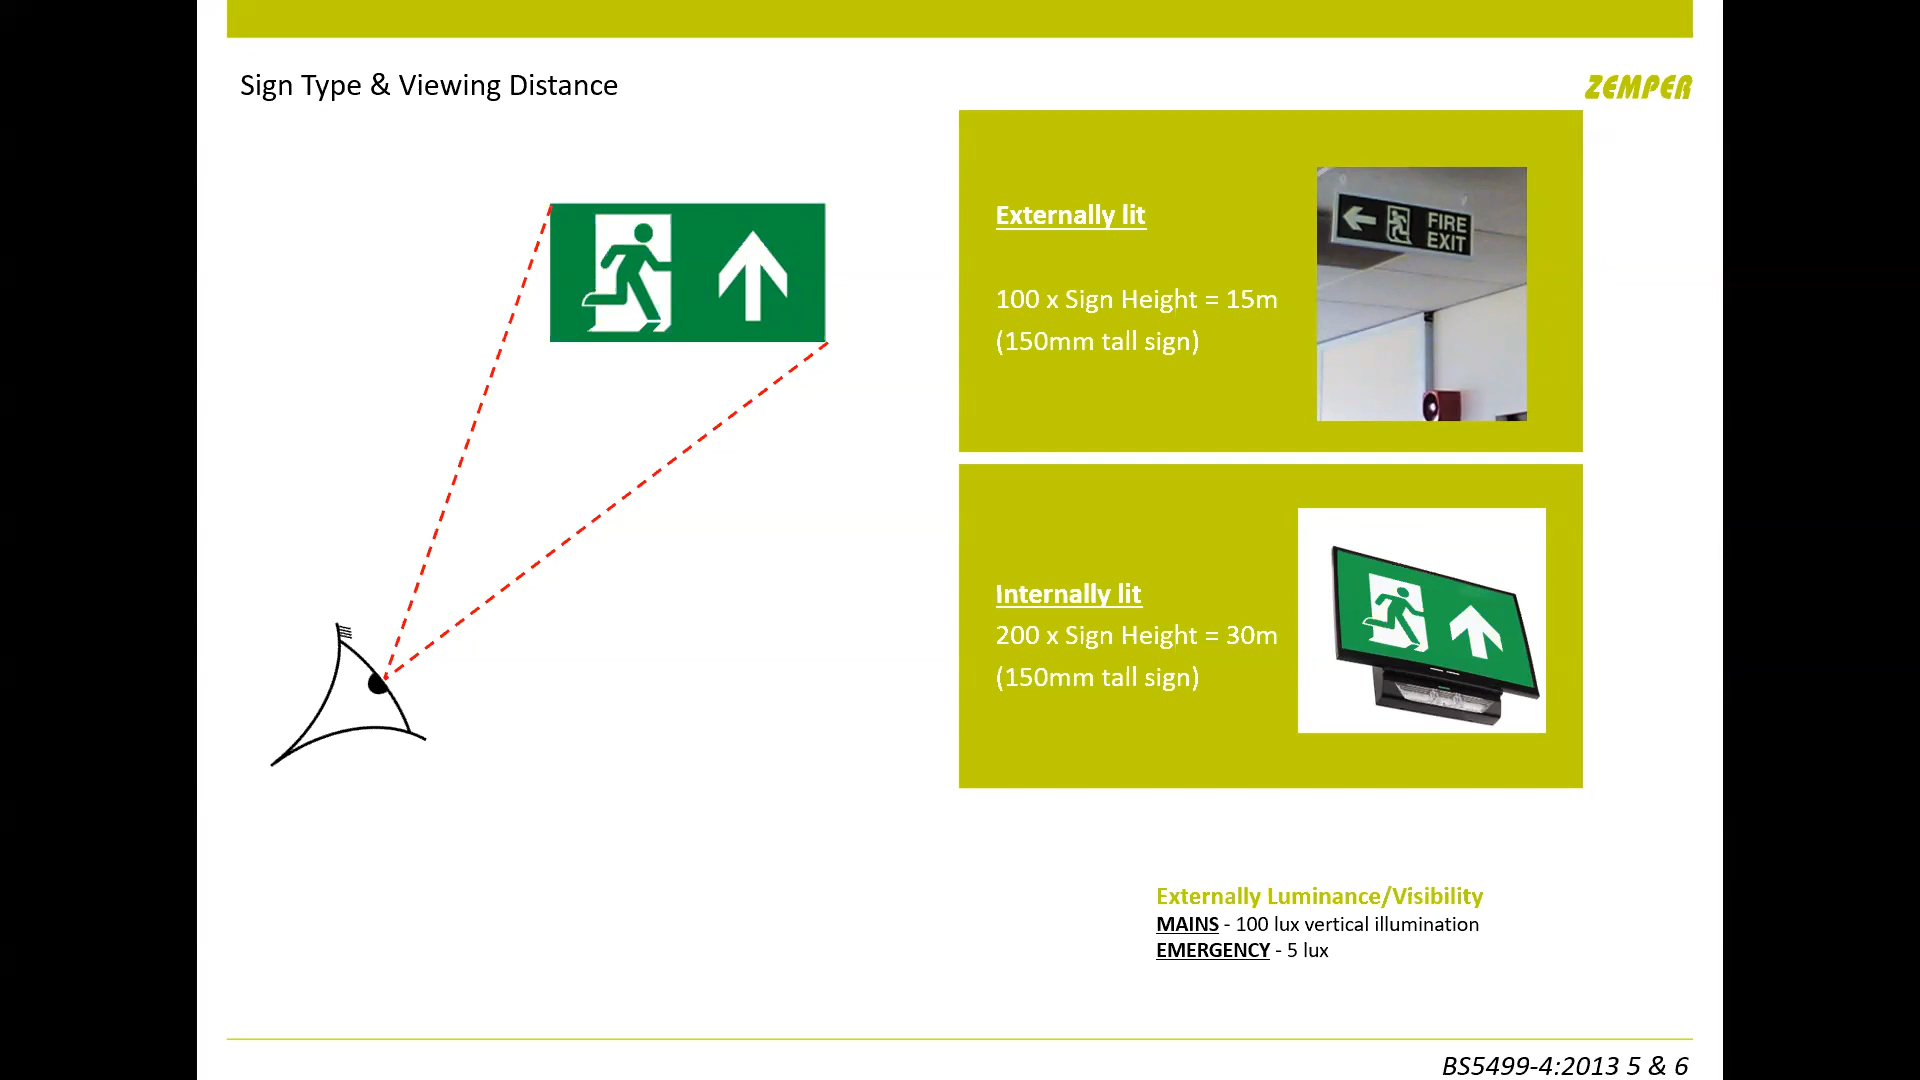 Sign Type & Viewing Distance
ZEMPER
Externally lit
100 x Sign Height = 15m
(150mm tall sign)
FIRE
EXIT
Internally lit
200 x Sign Height = 30m
(150mm tall sign)
Externally Luminance/Visibility
MAINS - 100 lux vertical illumination
EMERGENCY - 5 lux
BS5499-4:2013 5 & 6